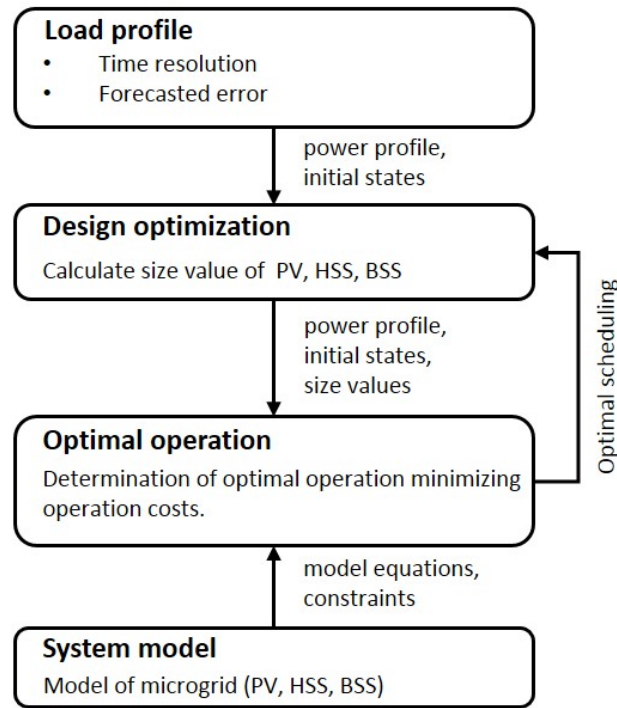 Load profile
• Time resolution
• Forecasted error
power profile,
initial states
Design optimization
Calculate size value of PV, HSS, BSS
power profile,
initial states,
size values
Optimal scheduling
Optimal operation
Determination of optimal operation minimizing
operation costs.
model equations,
constraints
System model
Model of microgrid (PV, HSS, BSS)